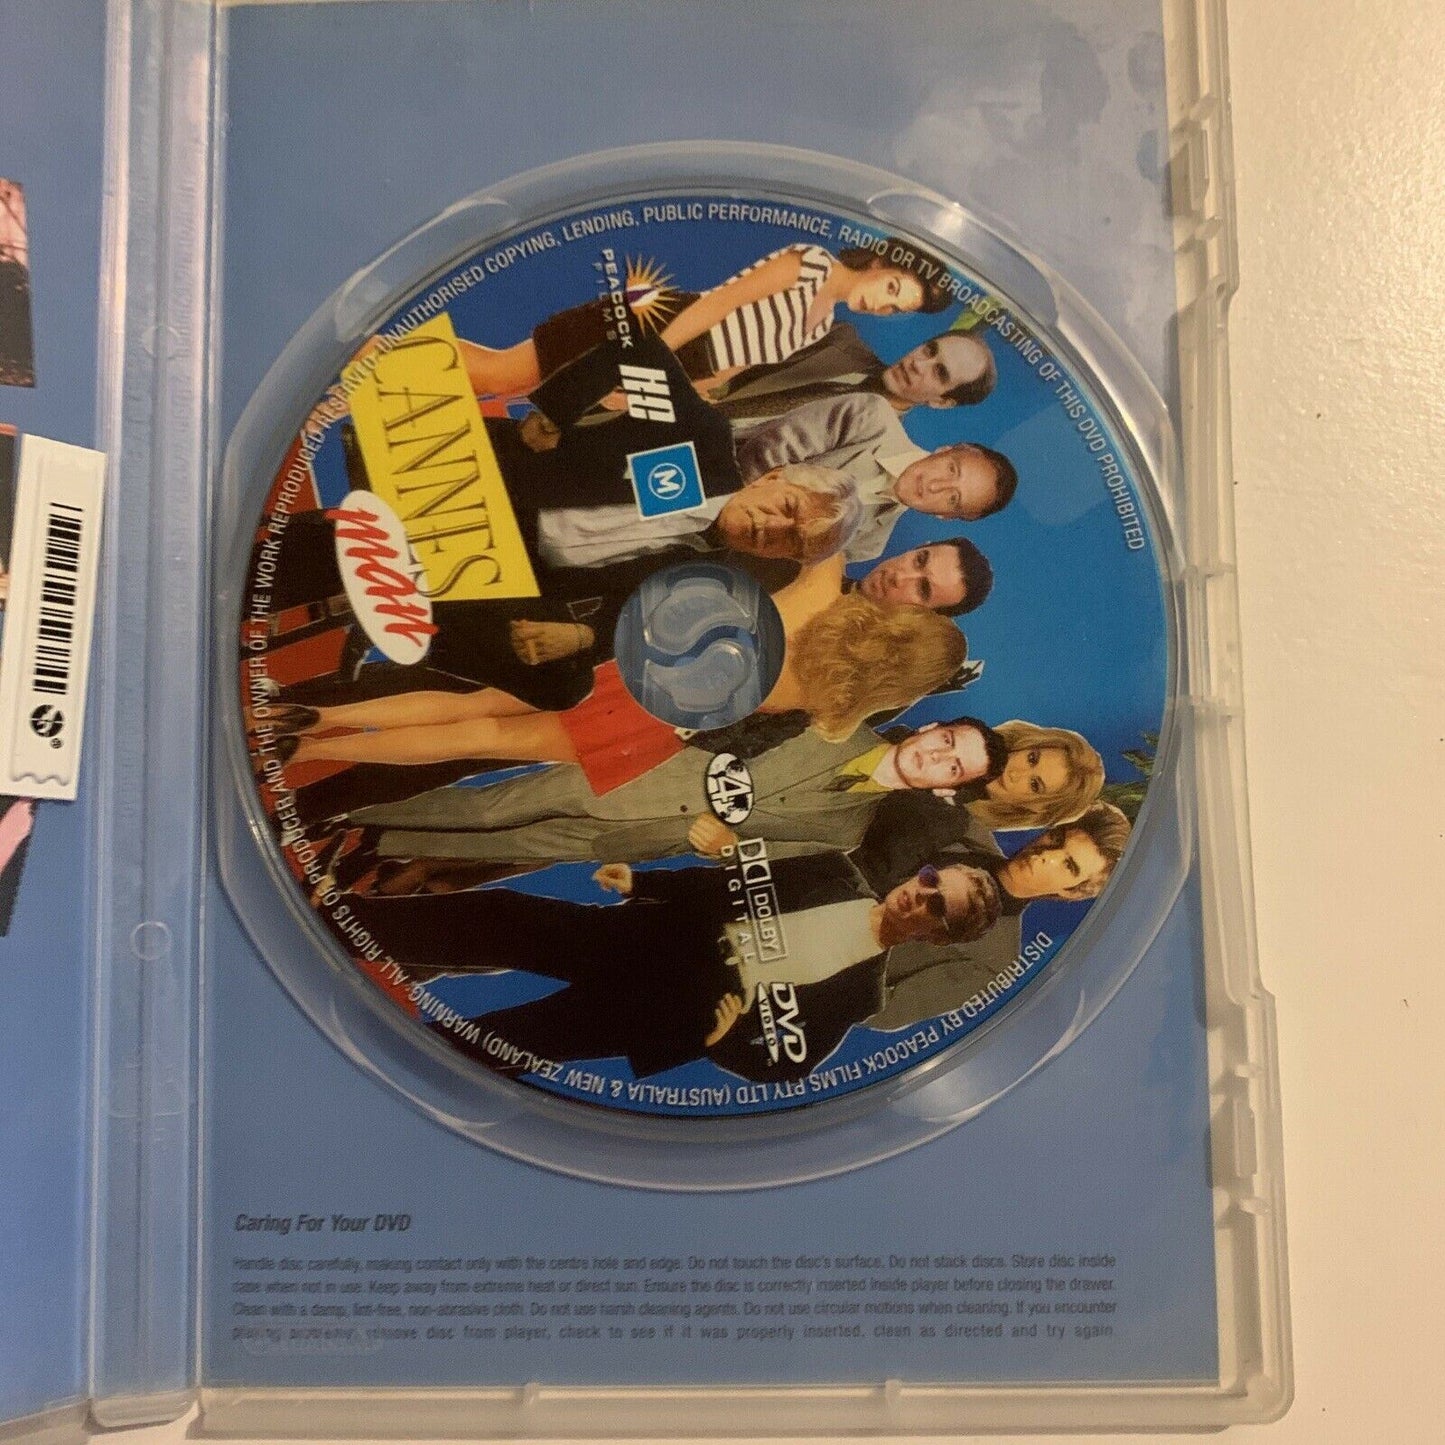 CANNES
man
PEACOCK
FILMS
M
4
DOLBY
DIGITAL
DVD
VIDEO
DISTRIBUTED BY PEACOCK FILMS PTY LTD (AUSTRALIA & NEW ZEALAND) WARNING: ALL RIGHTS OF PRODUCER AND THE OWNER OF THE WORK REPRODUCED RESERVED. UNAUTHORISED COPYING, LENDING, PUBLIC PERFORMANCE, RADIO OR TV BROADCASTING OF THIS DVD PROHIBITED
Caring For Your DVD
Handle disc carefully, making contact only with the centre hole and edge. Do not touch the disc's surface. Do not stack discs. Store disc inside
case when not in use. Keep away from extreme heat or direct sun. Ensure the disc is correctly inserted inside player before closing the drawer.
Clean with a damp, lint-free, non-abrasive cloth. Do not use harsh cleaning agents. Do not use circular motions when cleaning. If you encounter
playing problems, remove disc from player, check to see if it was properly inserted, clean as directed and try again.